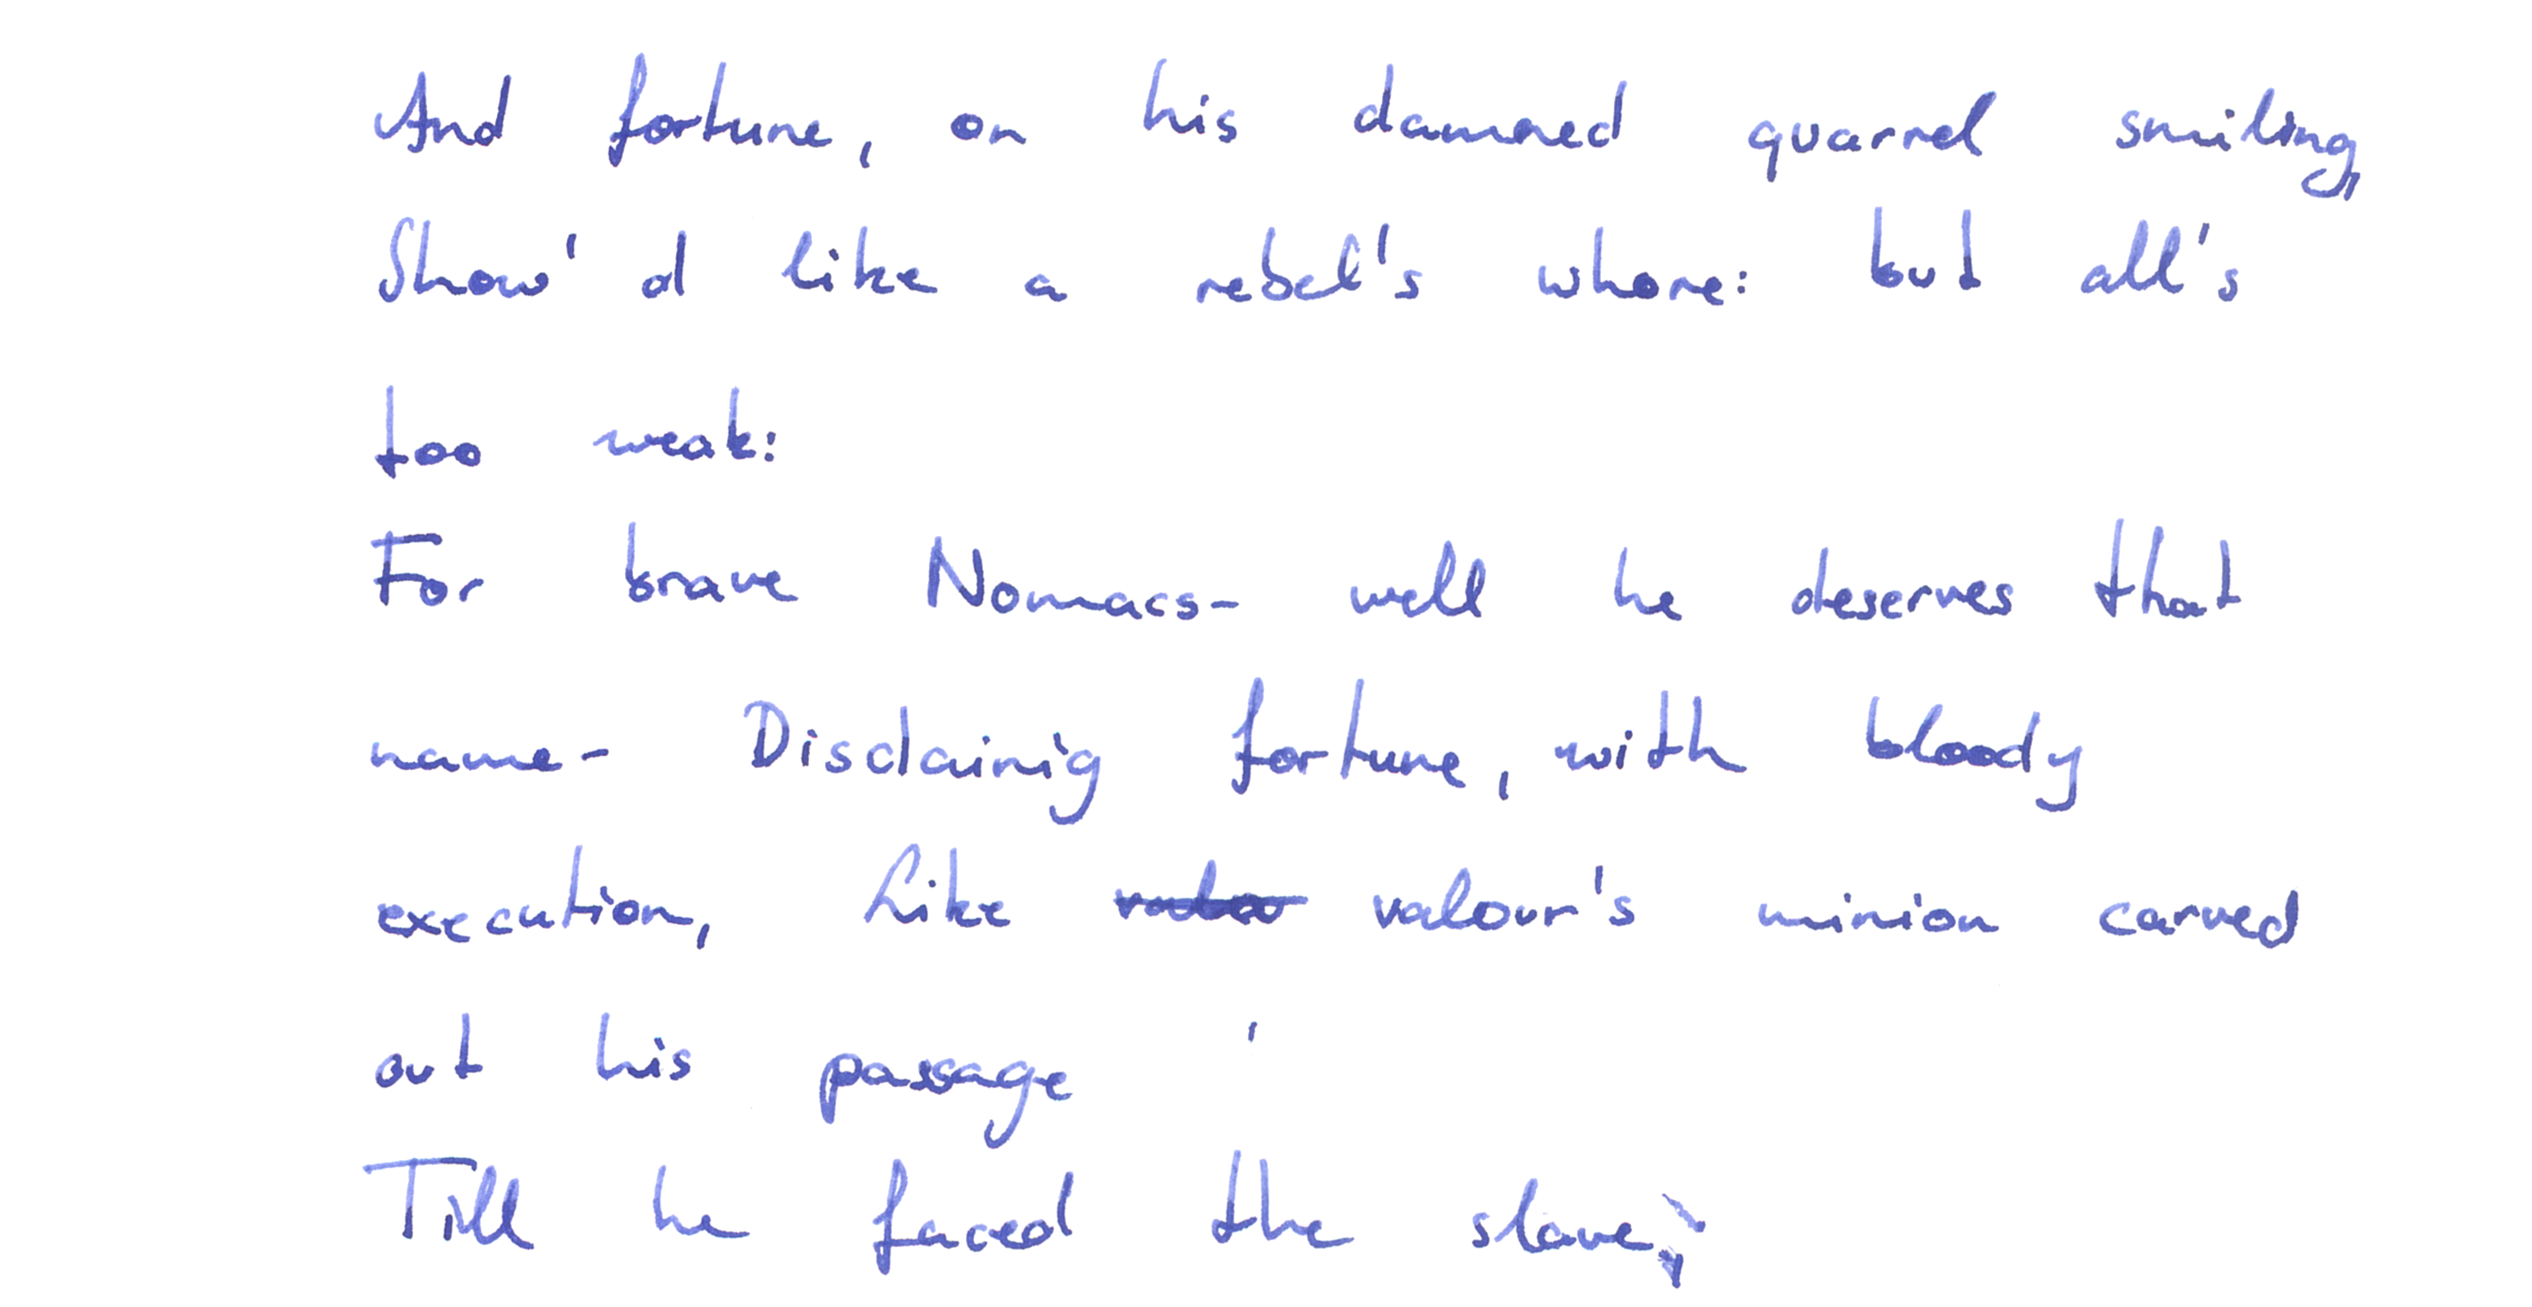 And fortune, on his damned quarrel smiling,
Show'd like a rebel's whore: but all's
too weak:
For brave Nomacs- well he deserves that
name- Disclainig fortune, with bloody
execution, Like valour's minion carved
out his passage
Till he faced the slave;